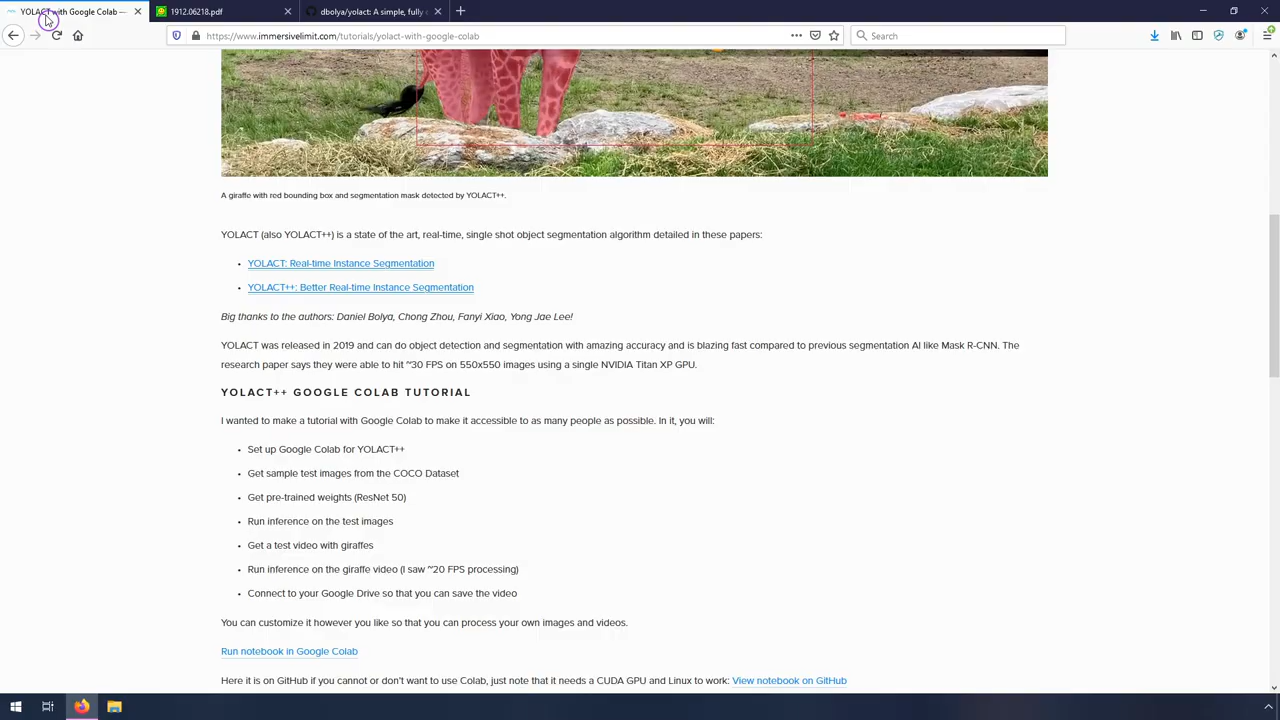 YOLACT with Google Colab —
1912.06218.pdf
dbolya/yolact: A simple, fully
https://www.immersivelimit.com/tutorials/yolact-with-google-colab
Search
A giraffe with red bounding box and segmentation mask detected by YOLACT++.
YOLACT (also YOLACT++) is a state of the art, real-time, single shot object segmentation algorithm detailed in these papers:
• YOLACT: Real-time Instance Segmentation
• YOLACT++: Better Real-time Instance Segmentation
Big thanks to the authors: Daniel Bolya, Chong Zhou, Fanyi Xiao, Yong Jae Lee!
YOLACT was released in 2019 and can do object detection and segmentation with amazing accuracy and is blazing fast compared to previous segmentation AI like Mask R-CNN. The
research paper says they were able to hit ~30 FPS on 550x550 images using a single NVIDIA Titan XP GPU.
YOLACT++ GOOGLE COLAB TUTORIAL
I wanted to make a tutorial with Google Colab to make it accessible to as many people as possible. In it, you will:
• Set up Google Colab for YOLACT++
• Get sample test images from the COCO Dataset
• Get pre-trained weights (ResNet 50)
• Run inference on the test images
• Get a test video with giraffes
• Run inference on the giraffe video (I saw ~20 FPS processing)
• Connect to your Google Drive so that you can save the video
You can customize it however you like so that you can process your own images and videos.
Run notebook in Google Colab
Here it is on GitHub if you cannot or don't want to use Colab, just note that it needs a CUDA GPU and Linux to work: View notebook on GitHub